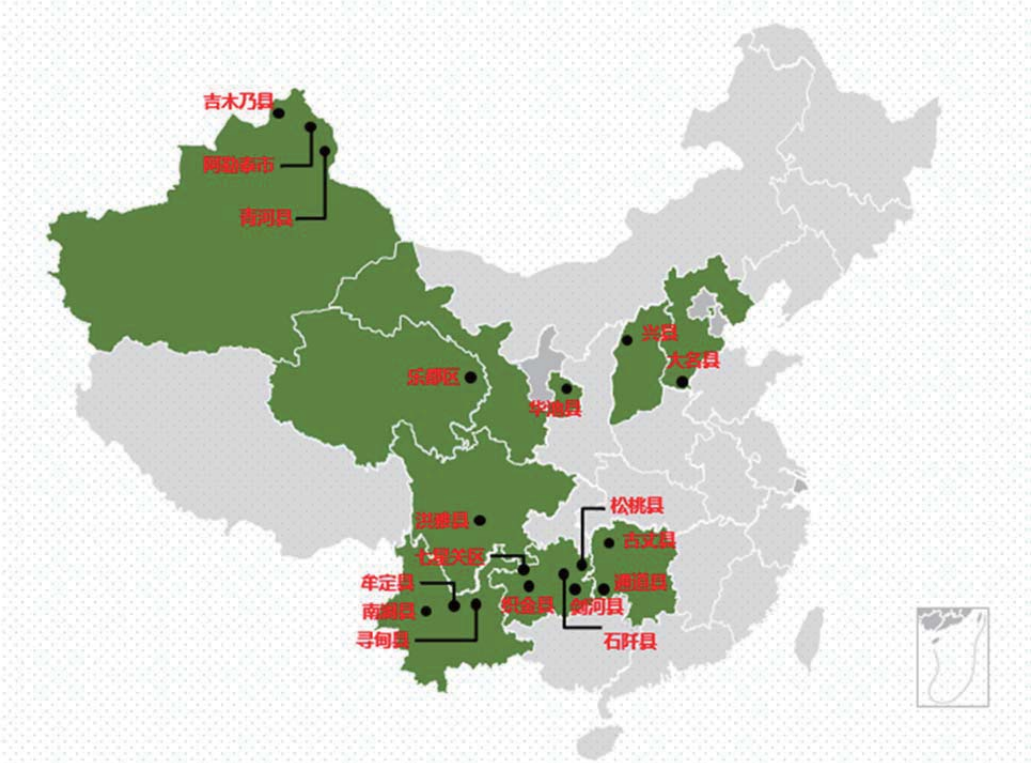 吉木乃县
阿勒泰市
青河县
兴县
大名县
乐都区
华池县
松桃县
洪雅县
古丈县
七星关区
牟定县
通道县
织金县
剑河县
南涧县
寻甸县
石阡县